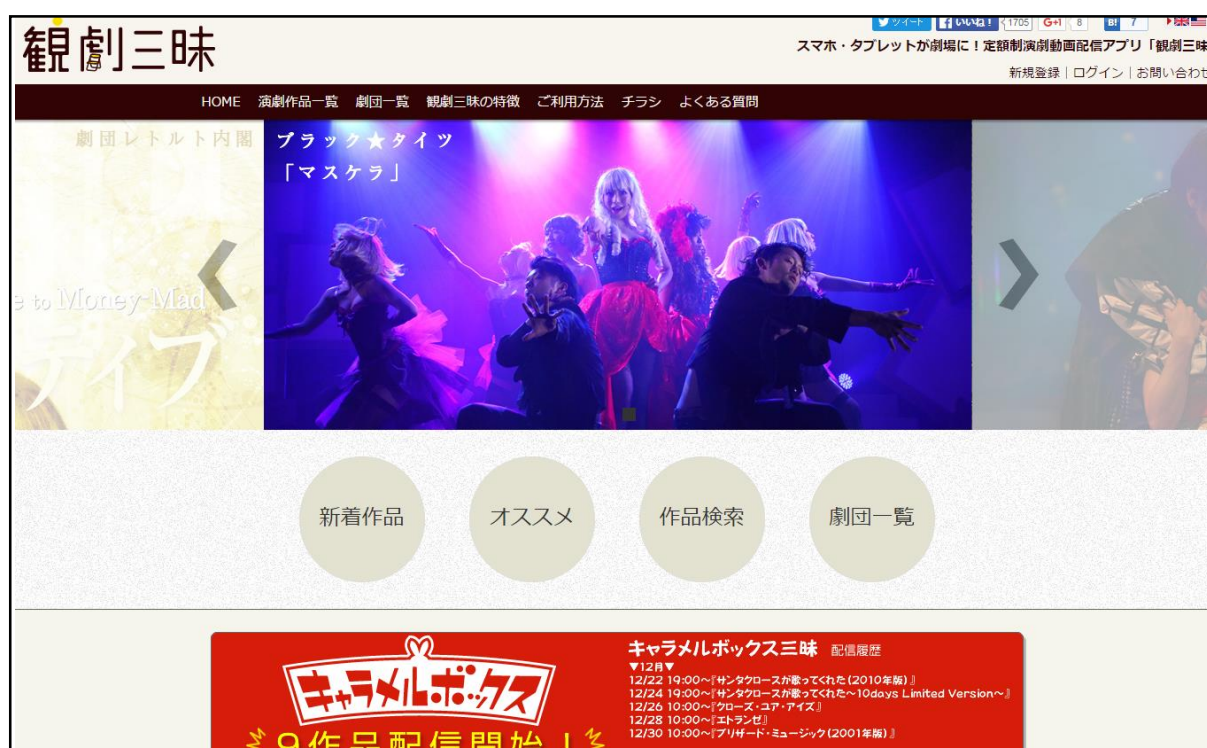 観劇三昧
ツイート いいね! 1705 G+1 8 B! 7
スマホ・タブレットが劇場に!定額制演劇動画配信アプリ「観劇三昧
新規登録|ログイン|お問い合わせ
HOME 演劇作品一覧 劇団一覧 観劇三昧の特徴 ご利用方法 チラシ よくある質問
劇団レトルト内閣
e to Money Mad
ティブ
ブラック★タイツ
「マスケラ」
新着作品 オススメ 作品検索 劇団一覧
キャラメルボックス
9作品配信開始!
キャラメルボックス三昧 配信履歴
▼12月▼
12/22 19:00~『サンタクロースが歌ってくれた(2010年版)』
12/24 19:00~『サンタクロースが歌ってくれた~10days Limited Version~』
12/26 10:00~『クローズ・ユア・アイズ』
12/28 10:00~『エトランゼ』
12/30 10:00~『ブリザード・ミュージック(2001年版)』